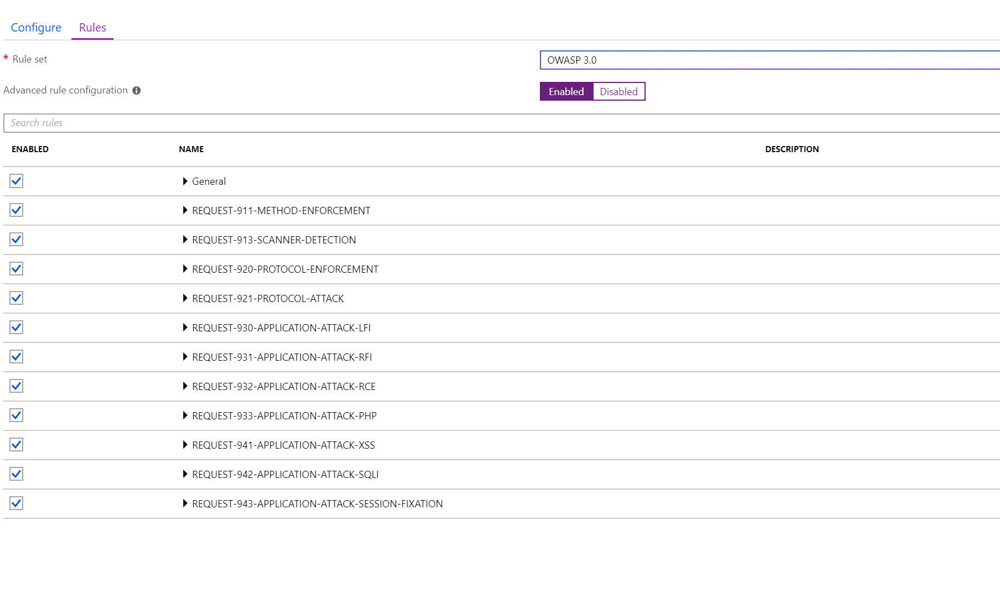 Configure Rules
* Rule set OWASP 3.0
Advanced rule configuration Enabled Disabled
Search rules
ENABLED NAME DESCRIPTION
General
REQUEST-911-METHOD-ENFORCEMENT
REQUEST-913-SCANNER-DETECTION
REQUEST-920-PROTOCOL-ENFORCEMENT
REQUEST-921-PROTOCOL-ATTACK
REQUEST-930-APPLICATION-ATTACK-LFI
REQUEST-931-APPLICATION-ATTACK-RFI
REQUEST-932-APPLICATION-ATTACK-RCE
REQUEST-933-APPLICATION-ATTACK-PHP
REQUEST-941-APPLICATION-ATTACK-XSS
REQUEST-942-APPLICATION-ATTACK-SQLI
REQUEST-943-APPLICATION-ATTACK-SESSION-FIXATION